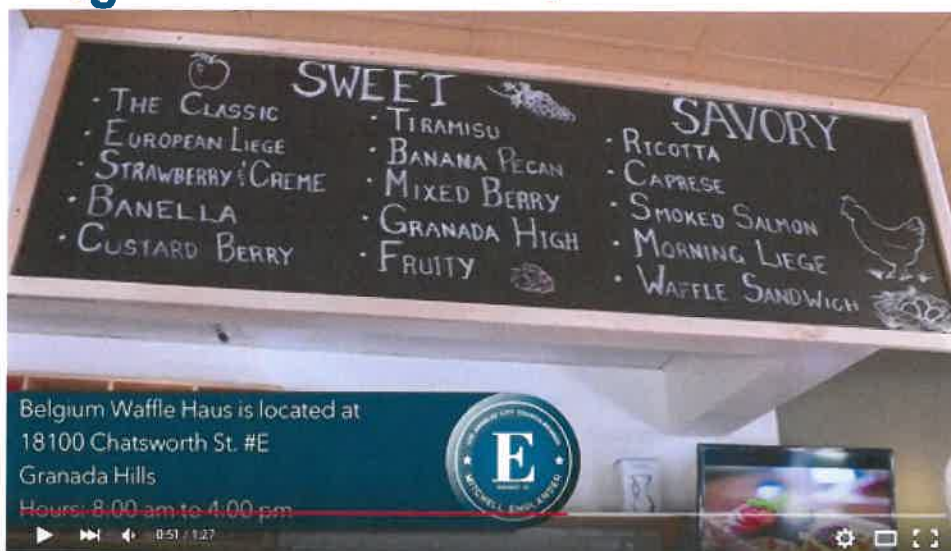 SWEET
· THE CLASSIC
· EUROPEAN LIEGE
· STRAWBERRY & CREME
· BANELLA
· CUSTARD BERRY
· TIRAMISU
· BANANA PECAN
· MIXED BERRY
· GRANADA HIGH
· FRUITY
SAVORY
· RICOTTA
· CAPRESE
· SMOKED SALMON
· MORNING LIEGE
· WAFFLE SANDWICH
Belgium Waffle Haus is located at
18100 Chatsworth St. #E
Granada Hills
Hours: 8:00 am to 4:00 pm
E
MITCHELL ENGLANDER
0:51 / 1:27